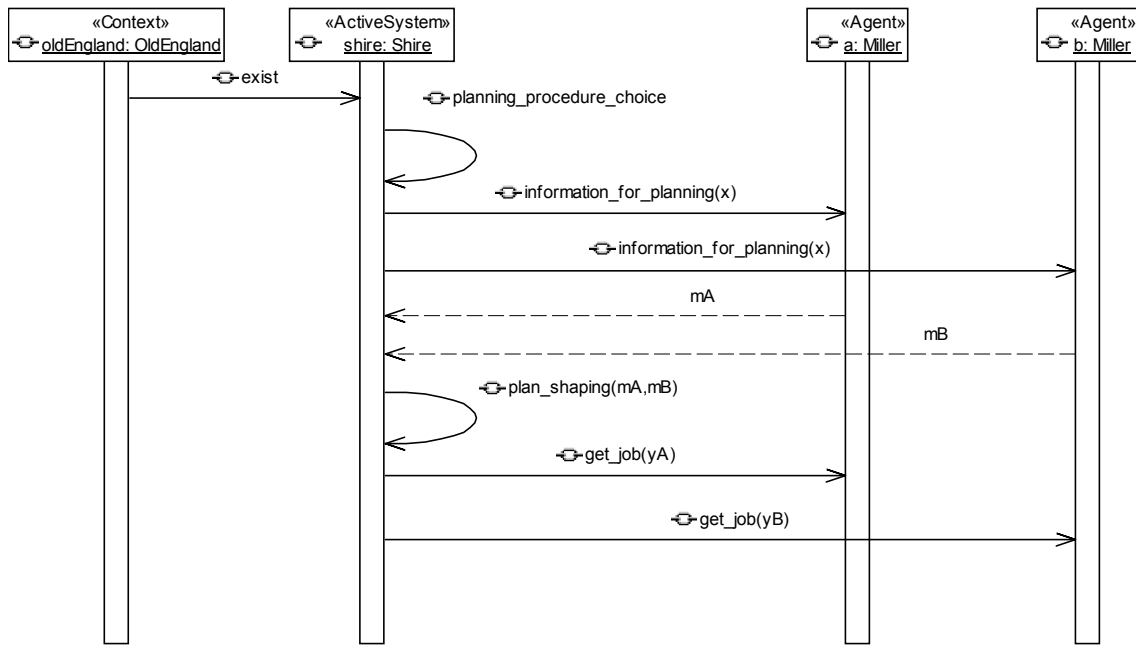 «Context»
oldEngland: OldEngland
«ActiveSystem»
shire: Shire
«Agent»
a: Miller
«Agent»
b: Miller
exist
planning_procedure_choice
information_for_planning(x)
information_for_planning(x)
mA
mB
plan_shaping(mA,mB)
get_job(yA)
get_job(yB)